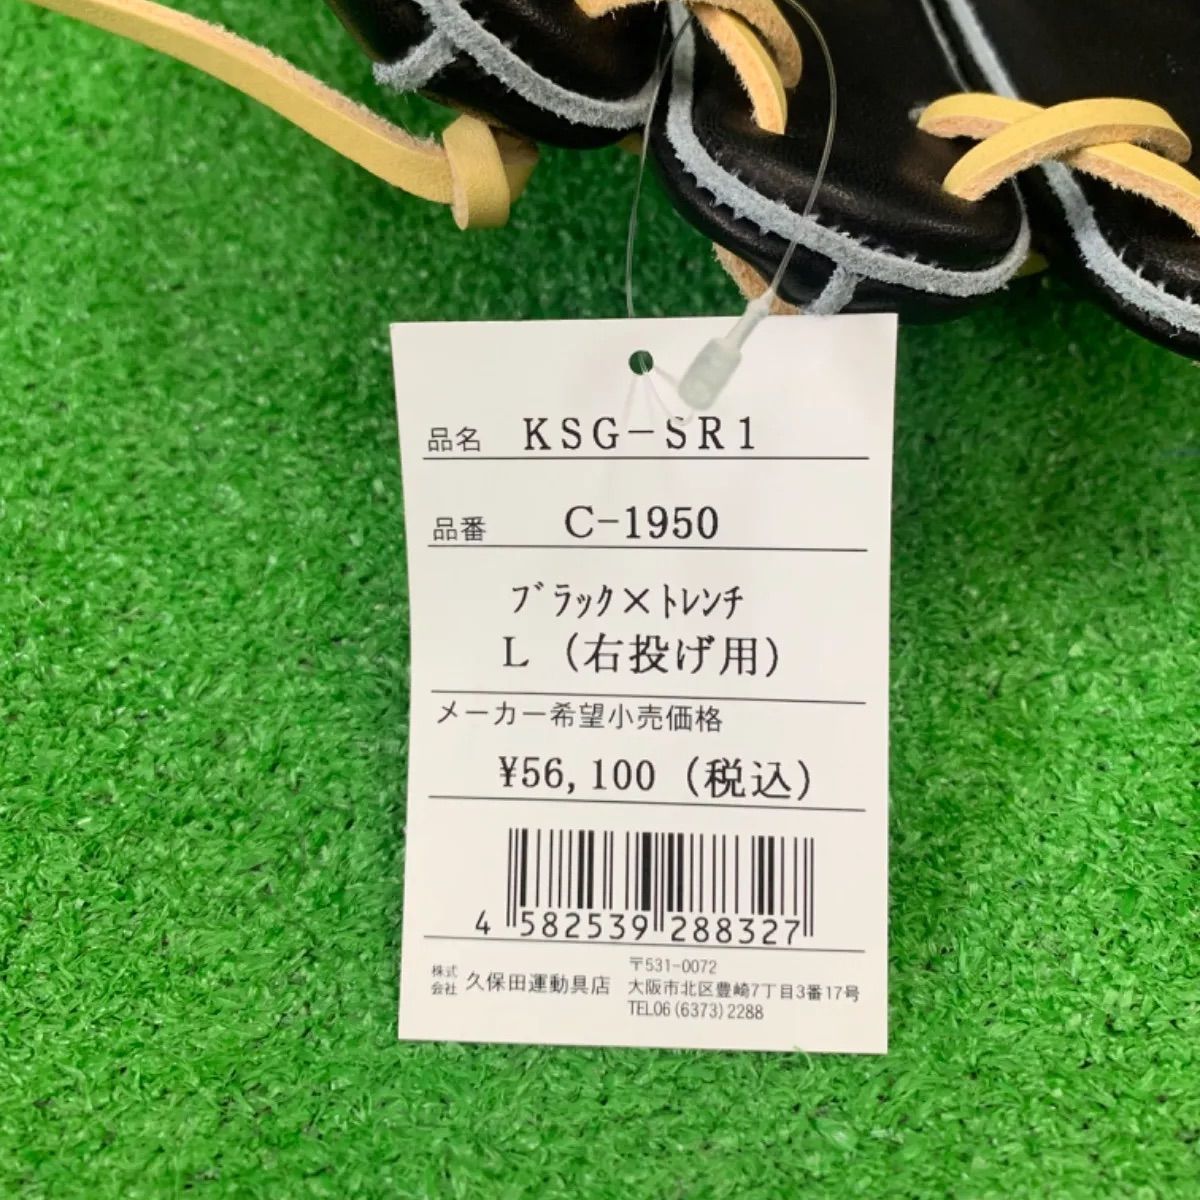 品名 KSG-SR1
品番 C-1950
ﾌﾞﾗｯｸ×ﾄﾚﾝﾁ
L (右投げ用)
メーカー希望小売価格
¥56,100 (税込)
4 582539 288327
株式会社 久保田運動具店
〒531-0072
大阪市北区豊崎7丁目3番17号
TEL06(6373)2288